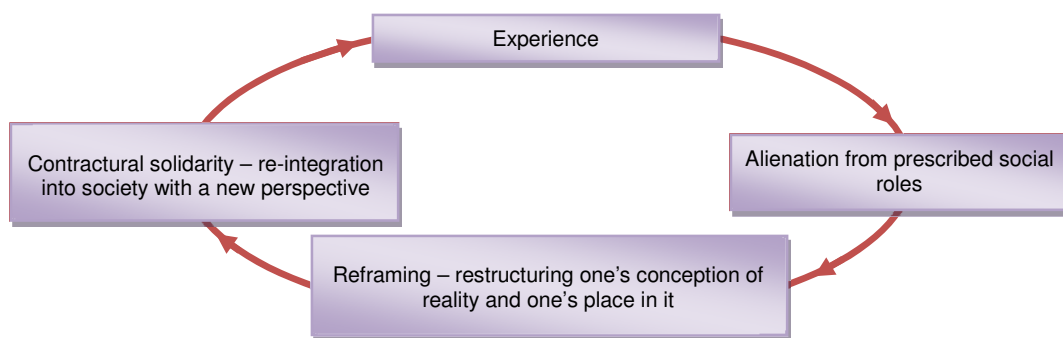 Experience
Alienation from prescribed social
roles
Reframing – restructuring one’s conception of
reality and one’s place in it
Contractural solidarity – re-integration
into society with a new perspective